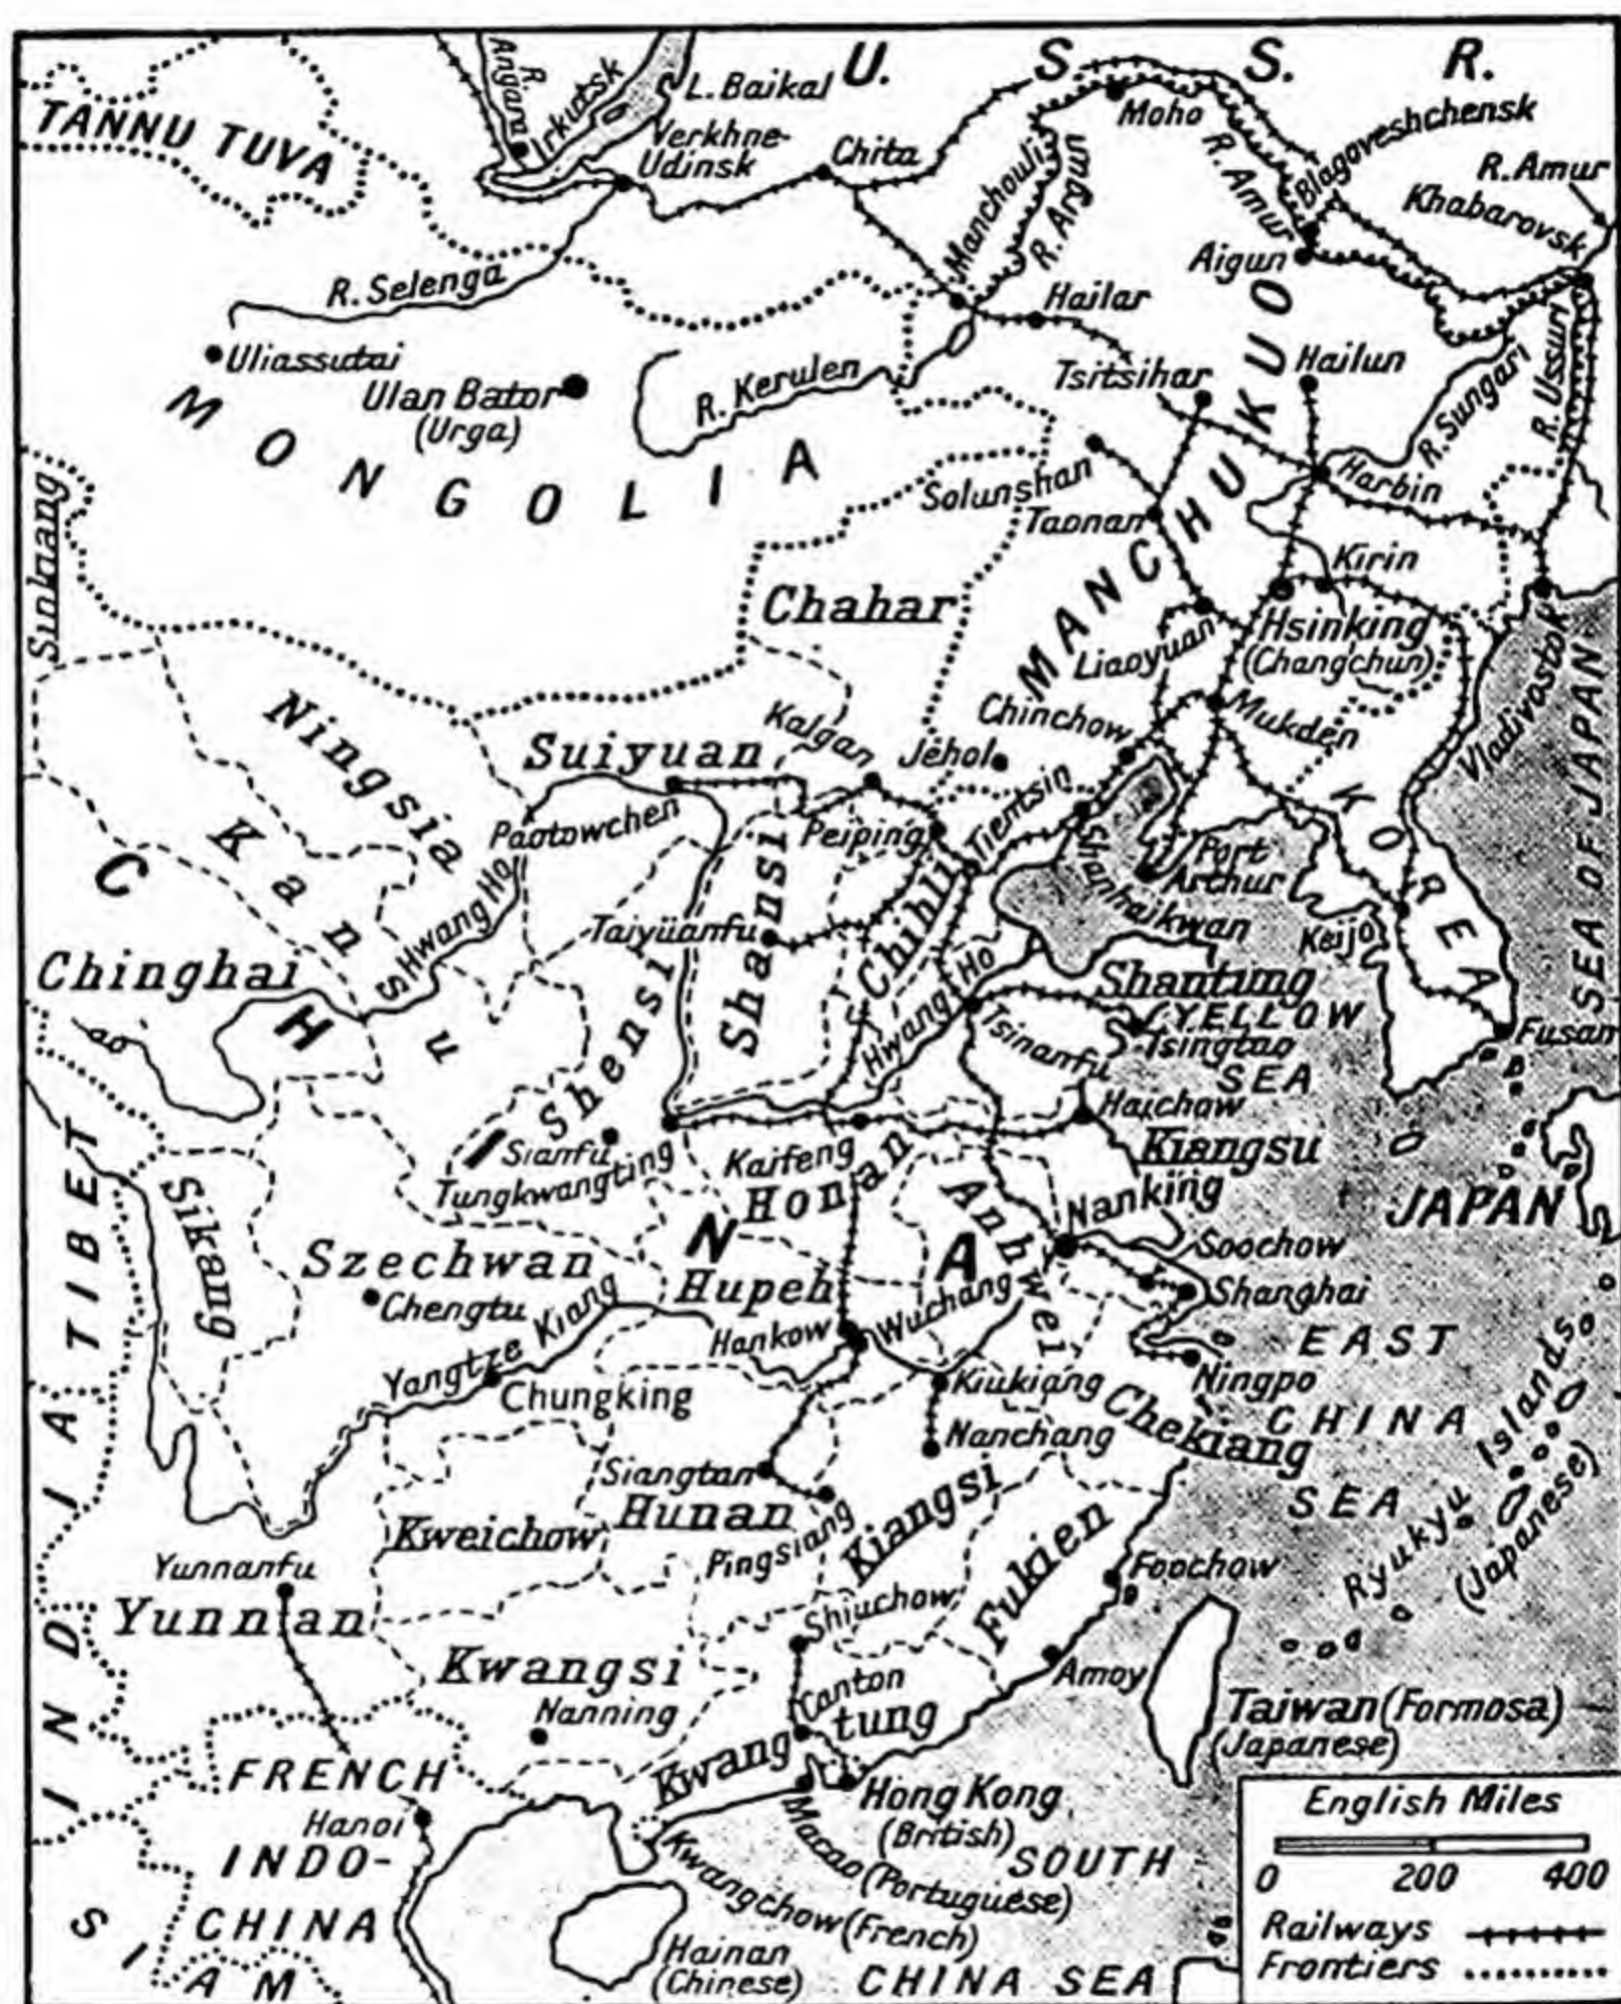 U. S. S. R.
R. Angara
Irkutsk
L. Baikal
Verkhne-
Udinsk
Chita
Moho
Manchouli
R. Argun
R. Amur
Blagoveshchensk
R. Amur
Khabarovsk
TANNU TUVA
R. Selenga
Aigun
Hailar
Uliassutai
Ulan Bator
(Urga)
R. Kerulen
Tsitsihar
Hailun
R. Sungari
R. Ussuri
MONGOLIA
Sinkiang
Solunshan
Taonan
Harbin
MANCHUKUO
Kirin
Chahar
Hsinking
(Changchun)
Liaoyuan
Vladivostok
Ningsia
Kalgan
Chinchow
Mukden
Suiyuan
Jehol
SEA OF JAPAN
Kansu
Paotowchen
Peiping
Tientsin
KOREA
CHINA
Hwang Ho
Shansi
Chihli
Shanhaikwan
Port
Arthur
Taiyüanfu
Keijo
Chinghai
Shensi
Hwang Ho
Shantung
YELLOW
Tsinanfu
Tsingtao
SEA
Fusan
Haichow
TIBET
Sianfu
Tungkwangting
Kaifeng
Honan
Kiangsu
Sikang
Anhwei
Nanking
JAPAN
Szechwan
Soochow
Chengtu
Hupeh
Shanghai
Yangtze Kiang
Hankow
Wuchang
EAST
Chungking
Kiukiang
Ningpo
Chekiang
CHINA
Nanchang
Siangtan
SEA
Kweichow
Hunan
Pingsiang
Kiangsi
Fukien
Ryukyu Islands
(Japanese)
Yunnanfu
Foochow
INDIA
Yunnan
Shiuchow
Kwangsi
Amoy
Nanning
Canton
Kwangtung
Taiwan (Formosa)
(Japanese)
FRENCH
Hong Kong
(British)
English Miles
Hanoi
Macao (Portuguese)
SOUTH
INDO-
0 200 400
Kwangchow (French)
CHINA
Railways
SIAM
Hainan
(Chinese)
CHINA SEA
Frontiers